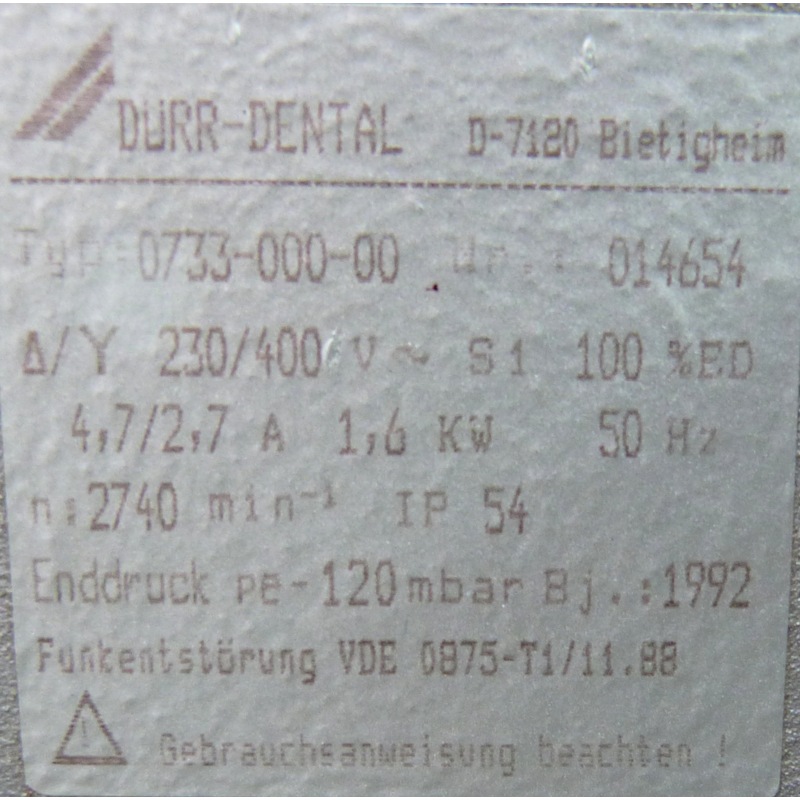 DÜRR-DENTAL D-7120 Bietigheim
Typ: 0733-000-00 Nr.: 014654
Δ/Y 230/400 V ~ S1 100 %ED
4,7/2,7 A 1,6 KW 50 Hz
n:2740 min⁻¹ IP 54
Enddruck PE -120 mbar Bj.:1992
Funkentstörung VDE 0875-T1/11.88
! Gebrauchsanweisung beachten !